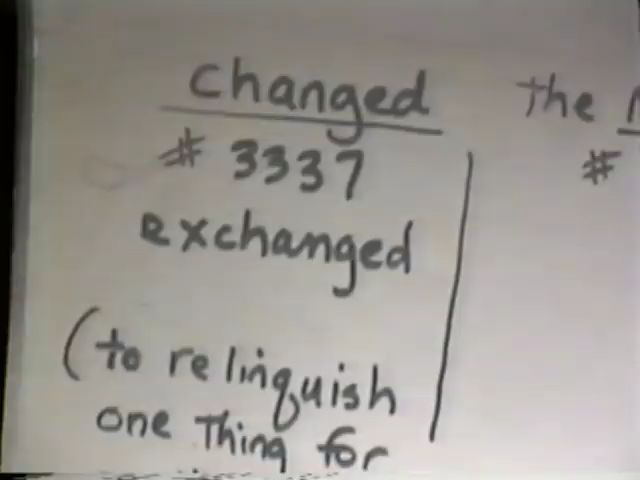 changed
# 3337
exchanged
(to relinquish
one Thing for
The
#